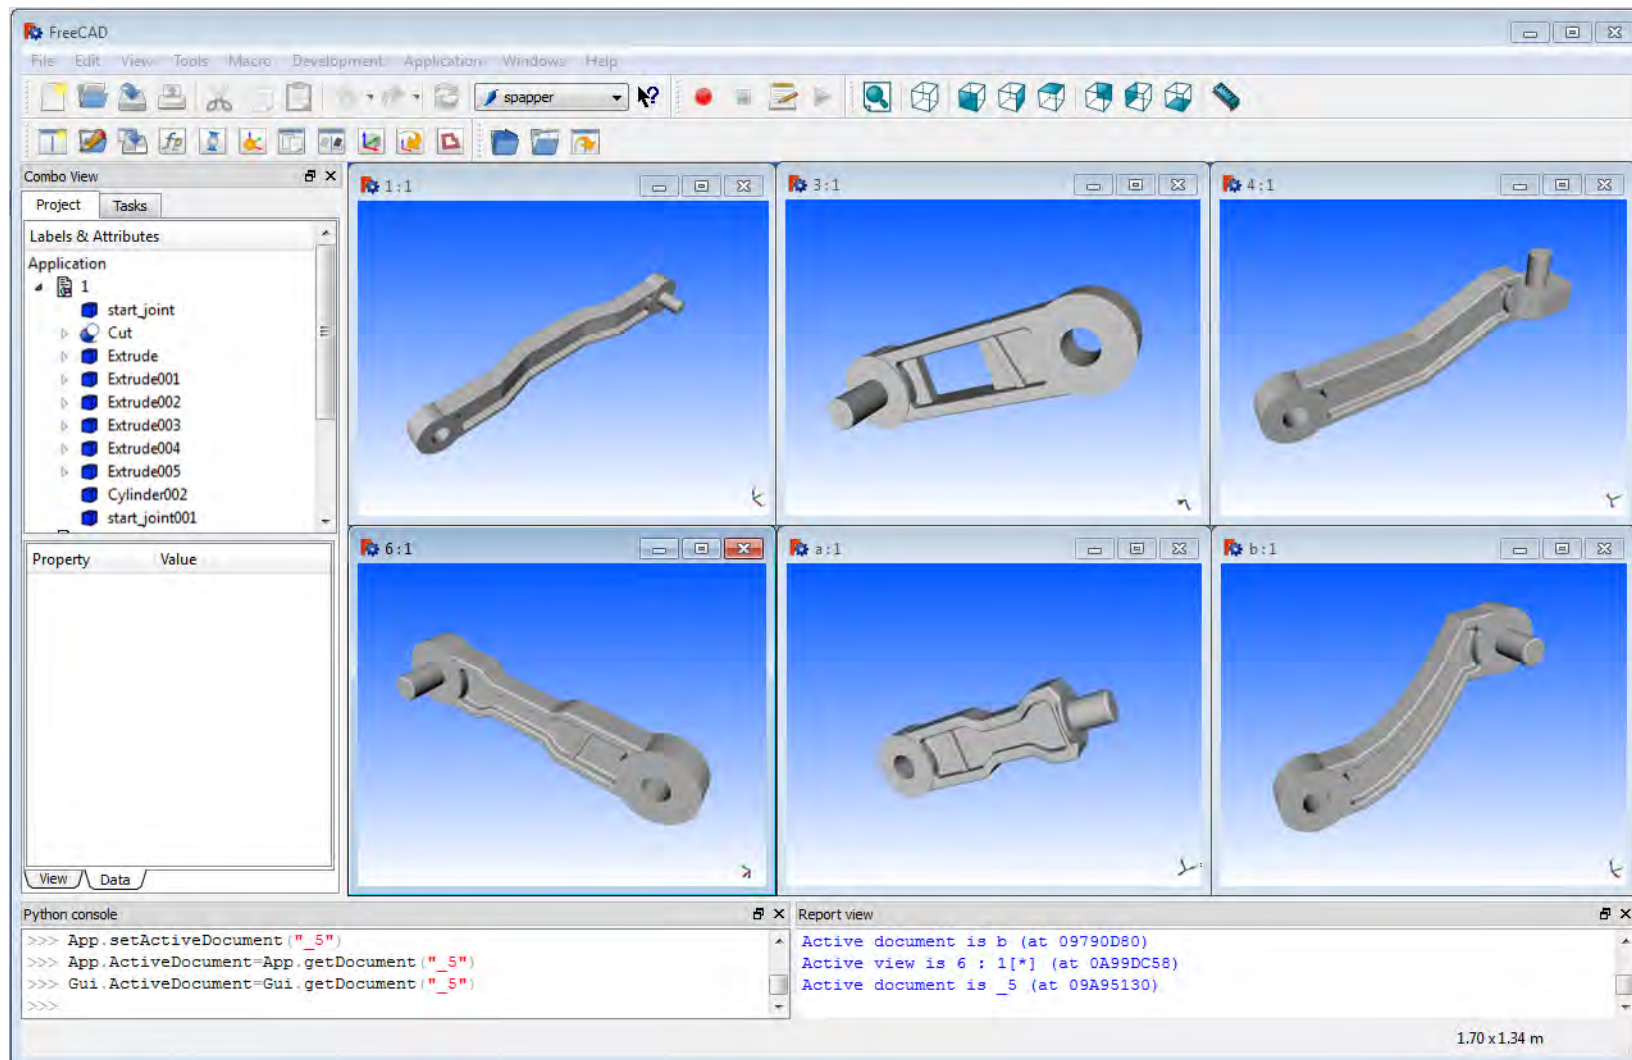 FreeCAD
File Edit View Tools Macro Development Application Windows Help
spapper
Combo View
Project Tasks
Labels & Attributes
Application
1
start_joint
Cut
Extrude
Extrude001
Extrude002
Extrude003
Extrude004
Extrude005
Cylinder002
start_joint001
Property Value
View Data
1:1
3:1
4:1
6:1
a:1
b:1
Python console
>>> App.setActiveDocument("_5")
>>> App.ActiveDocument=App.getDocument("_5")
>>> Gui.ActiveDocument=Gui.getDocument("_5")
>>>
Report view
Active document is b (at 09790D80)
Active view is 6 : 1[*] (at 0A99DC58)
Active document is _5 (at 09A95130)
1.70 x 1.34 m